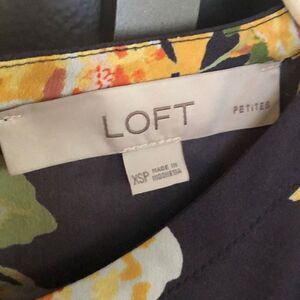 LOFT
PETITES
XSP
MADE IN
INDONESIA